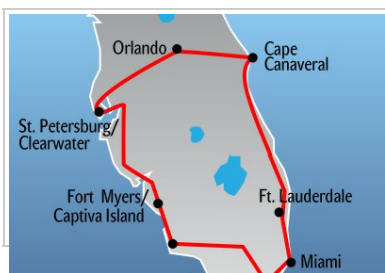 Orlando
Cape
Canaveral
St. Petersburg/
Clearwater
Fort Myers/
Captiva Island
Ft. Lauderdale
Miami